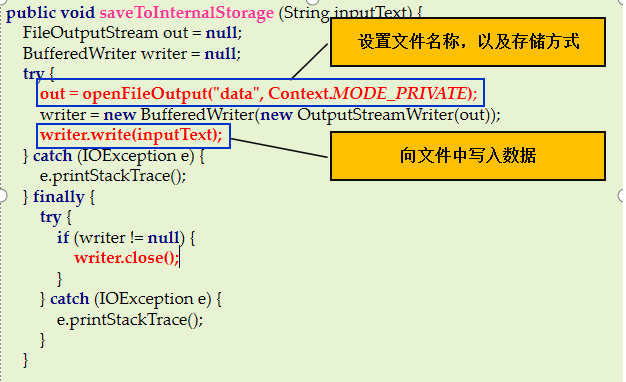 public void saveToInternalStorage (String inputText) {
FileOutputStream out = null;
BufferedWriter writer = null;
设置文件名称，以及存储方式
try {
out = openFileOutput("data", Context.MODE_PRIVATE);
writer = new BufferedWriter(new OutputStreamWriter(out));
writer.write(inputText);
向文件中写入数据
} catch (IOException e) {
e.printStackTrace();
} finally {
try {
if (writer != null) {
writer.close();
}
} catch (IOException e) {
e.printStackTrace();
}
}